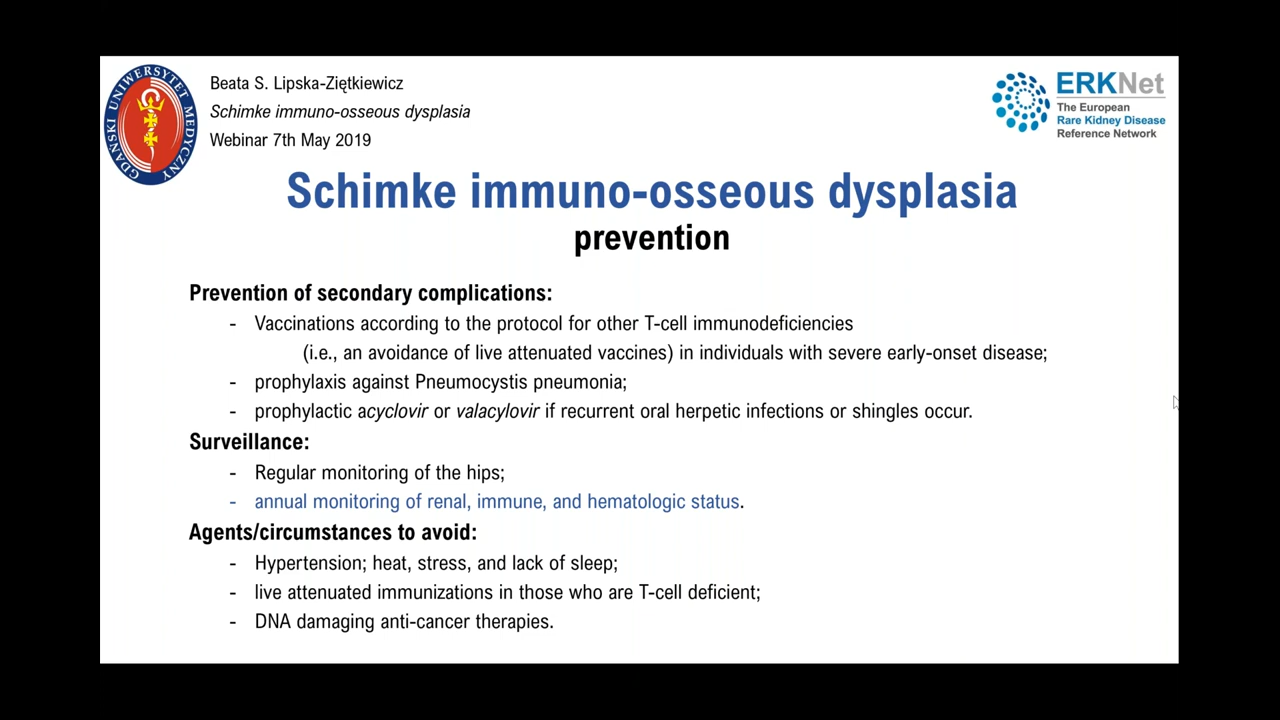 GDAŃSKI UNIWERSYTET MEDYCZNY
Beata S. Lipska-Ziętkiewicz
Schimke immuno-osseous dysplasia
Webinar 7th May 2019
ERKNet
The European
Rare Kidney Disease
Reference Network
Schimke immuno-osseous dysplasia
prevention
Prevention of secondary complications:
- Vaccinations according to the protocol for other T-cell immunodeficiencies
(i.e., an avoidance of live attenuated vaccines) in individuals with severe early-onset disease;
- prophylaxis against Pneumocystis pneumonia;
- prophylactic acyclovir or valacylovir if recurrent oral herpetic infections or shingles occur.
Surveillance:
- Regular monitoring of the hips;
- annual monitoring of renal, immune, and hematologic status.
Agents/circumstances to avoid:
- Hypertension; heat, stress, and lack of sleep;
- live attenuated immunizations in those who are T-cell deficient;
- DNA damaging anti-cancer therapies.